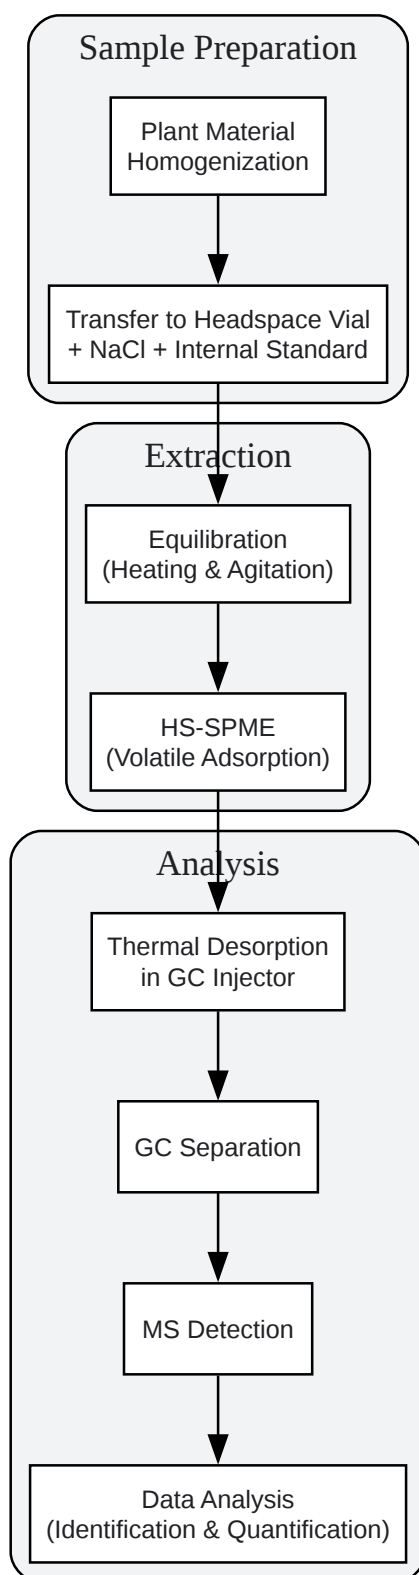 Sample Preparation
Plant Material
Homogenization
Transfer to Headspace Vial
+ NaCl + Internal Standard
Extraction
Equilibration
(Heating & Agitation)
HS-SPME
(Volatile Adsorption)
Analysis
Thermal Desorption
in GC Injector
GC Separation
MS Detection
Data Analysis
(Identification & Quantification)